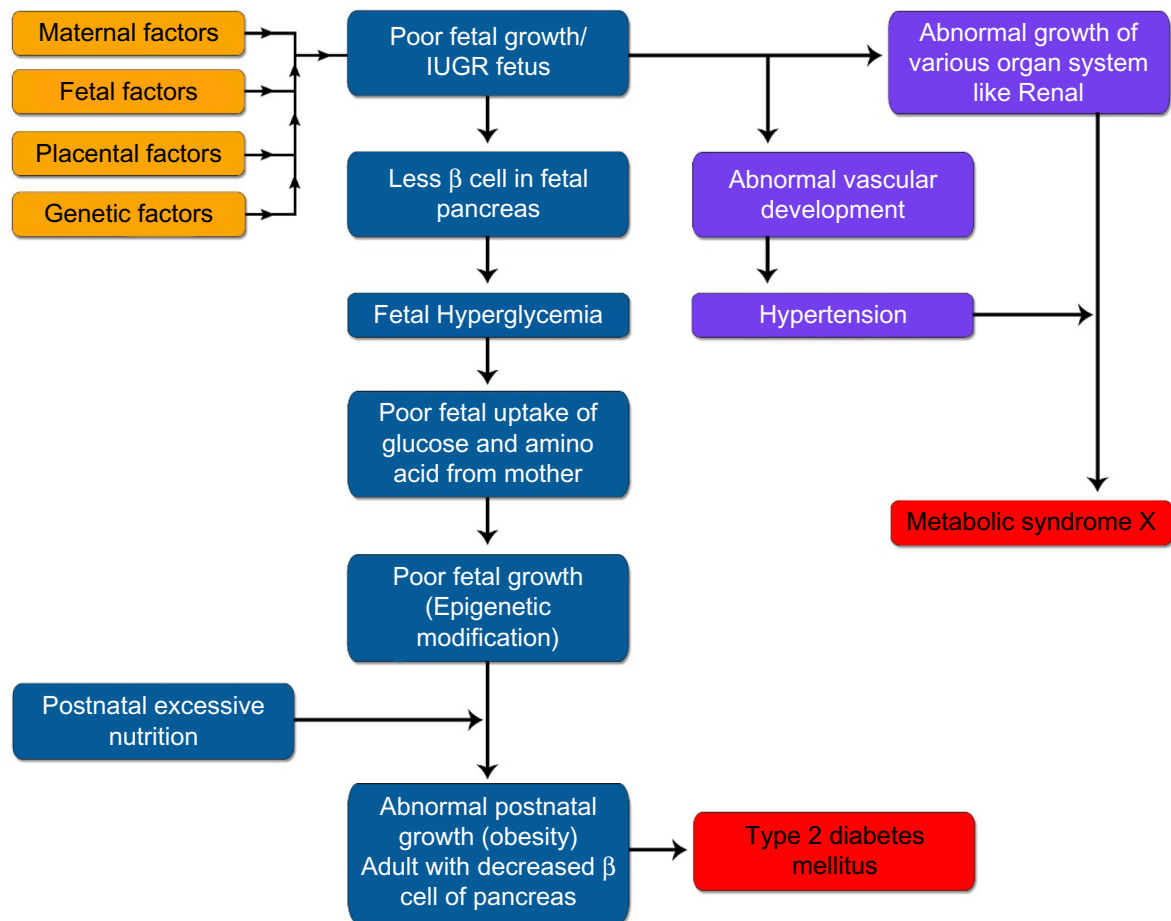 Maternal factors
Fetal factors
Placental factors
Genetic factors
Poor fetal growth/
IUGR fetus
Abnormal growth of
various organ system
like Renal
Less β cell in fetal
pancreas
Abnormal vascular
development
Fetal Hyperglycemia
Hypertension
Poor fetal uptake of
glucose and amino
acid from mother
Metabolic syndrome X
Poor fetal growth
(Epigenetic
modification)
Postnatal excessive
nutrition
Abnormal postnatal
growth (obesity)
Adult with decreased β
cell of pancreas
Type 2 diabetes
mellitus